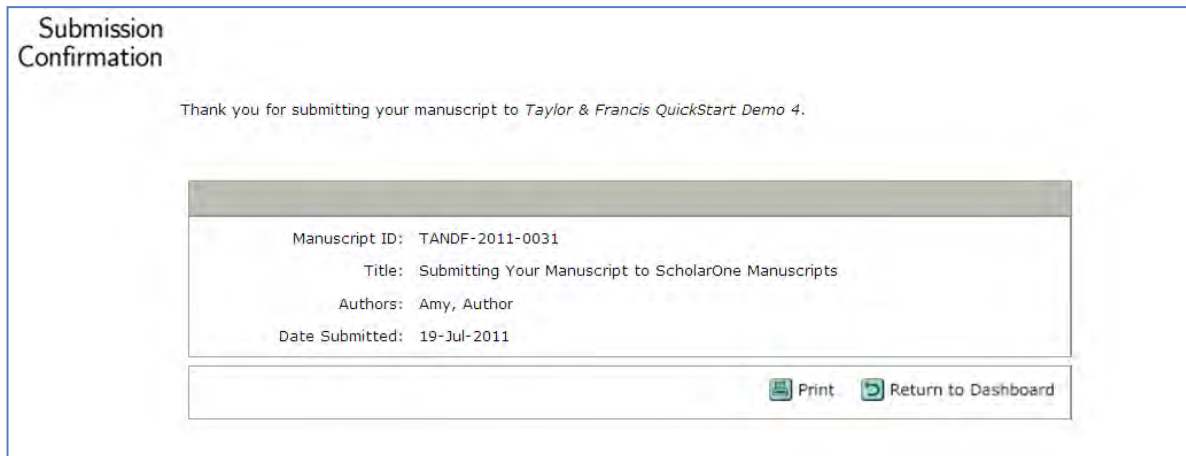 Submission
Confirmation
Thank you for submitting your manuscript to Taylor & Francis QuickStart Demo 4.
Manuscript ID: TANDF-2011-0031
Title: Submitting Your Manuscript to ScholarOne Manuscripts
Authors: Amy, Author
Date Submitted: 19-Jul-2011
Print Return to Dashboard